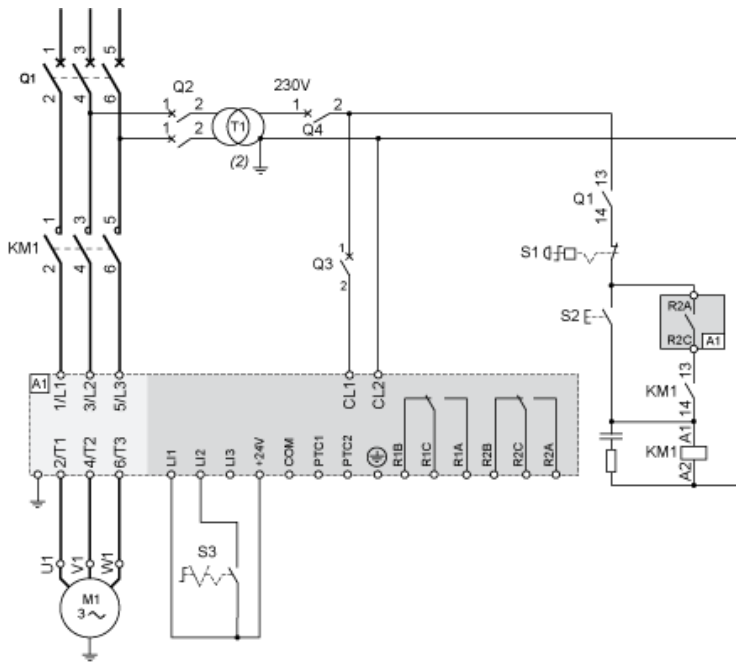 1 3 5
Q1
2 4 6
Q2 230V
1 2 1 2
T1 Q4
1 2
(2)
13
Q1
14
1 3 5
KM1
2 4 6
S1
1
Q3
2
S2
R2A
R2C A1
13
KM1
14
A1
KM1
A2
A1
1/L1 3/L2 5/L3 CL1 CL2
2/T1 4/T2 6/T3 LI1 LI2 LI3 +24V COM PTC1 PTC2 R1B R1C R1A R2B R2C R2A
S3
U1 V1 W1
M1
3